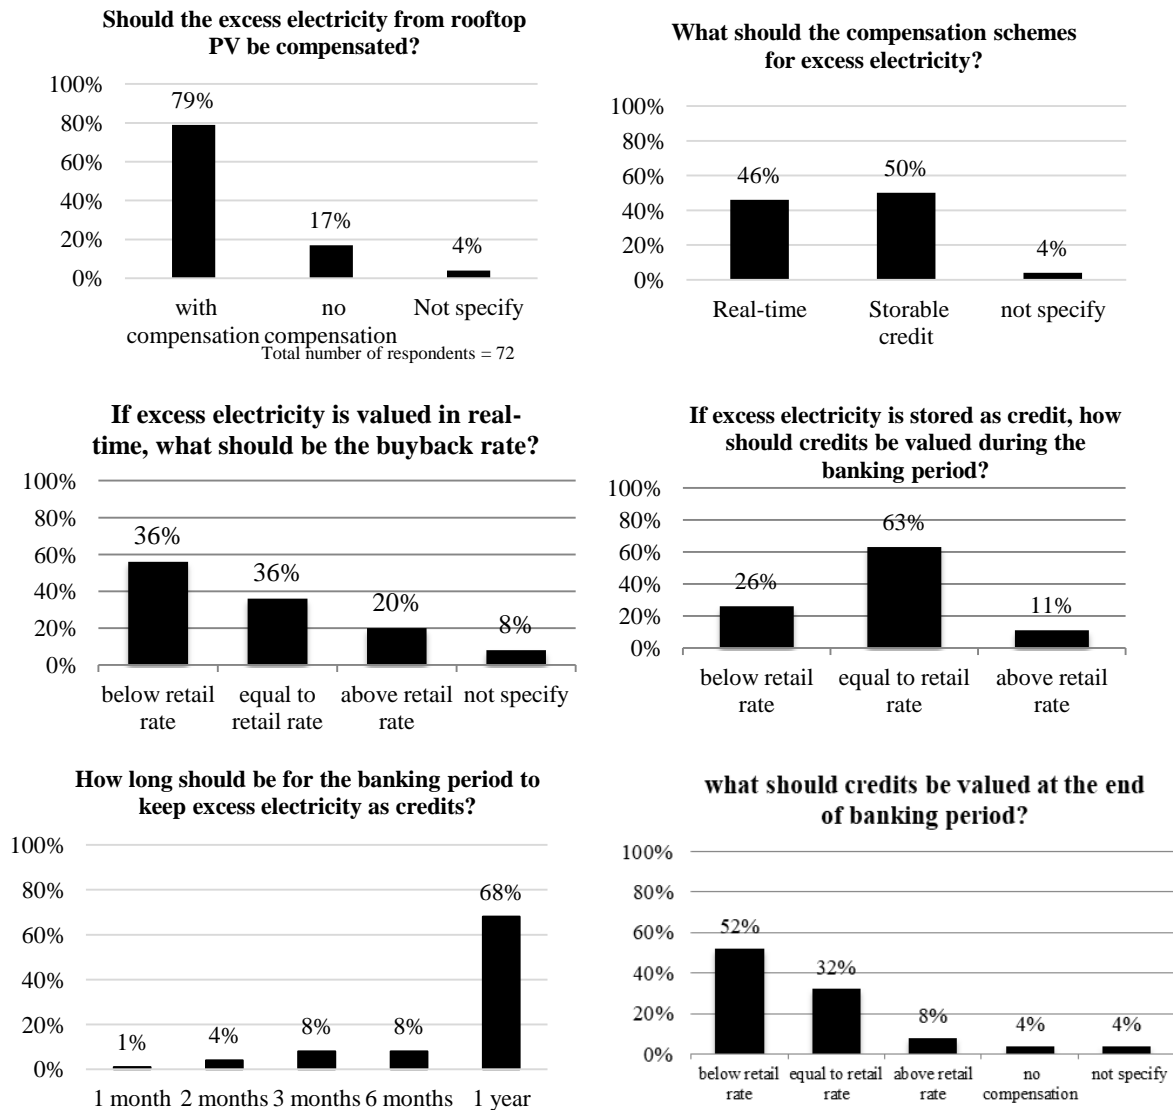 Should the excess electricity from rooftop
PV be compensated?
100%
80%
60%
40%
20%
0%
79%
17%
4%
with
compensation
no
compensation
Not specify
Total number of respondents = 72
What should the compensation schemes
for excess electricity?
100%
80%
60%
40%
20%
0%
46%
50%
4%
Real-time
Storable
credit
not specify
If excess electricity is valued in real-
time, what should be the buyback rate?
100%
80%
60%
40%
20%
0%
36%
36%
20%
8%
below retail
rate
equal to
retail rate
above retail
rate
not specify
If excess electricity is stored as credit, how
should credits be valued during the
banking period?
100%
80%
60%
40%
20%
0%
26%
63%
11%
below retail
rate
equal to retail
rate
above retail
rate
How long should be for the banking period to
keep excess electricity as credits?
100%
80%
60%
40%
20%
0%
1%
4%
8%
8%
68%
1 month
2 months
3 months
6 months
1 year
what should credits be valued at the end
of banking period?
100%
80%
60%
40%
20%
0%
52%
32%
8%
4%
4%
below retail
rate
equal to retail
rate
above retail
rate
no
compensation
not specify